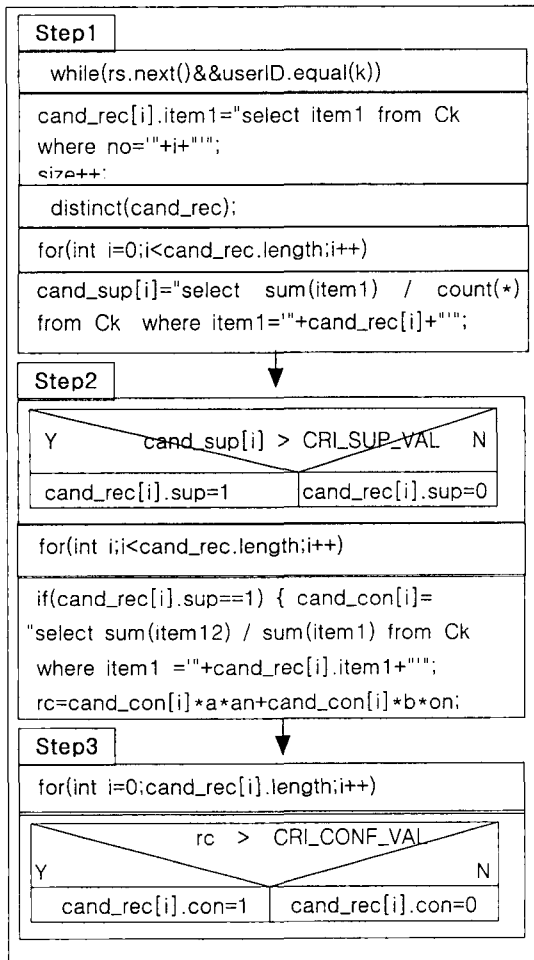 Step1
while(rs.next()&&userID.equal(k))
cand_rec[i].item1="select item1 from Ck
where no='"+i+"'";
size++;
distinct(cand_rec);
for(int i=0;i<cand_rec.length;i++)
cand_sup[i]="select sum(item1) / count(*)
from Ck where item1='"+cand_rec[i]+"'";
Step2
Y cand_sup[i] > CRI_SUP_VAL N
cand_rec[i].sup=1 cand_rec[i].sup=0
for(int i;i<cand_rec.length;i++)
if(cand_rec[i].sup==1) { cand_con[i]=
"select sum(item12) / sum(item1) from Ck
where item1 ='"+cand_rec[i].item1+"'";
rc=cand_con[i]*a*an+cand_con[i]*b*on;
Step3
for(int i=0;cand_rec[i].length;i++)
rc > CRI_CONF_VAL
Y N
cand_rec[i].con=1 cand_rec[i].con=0